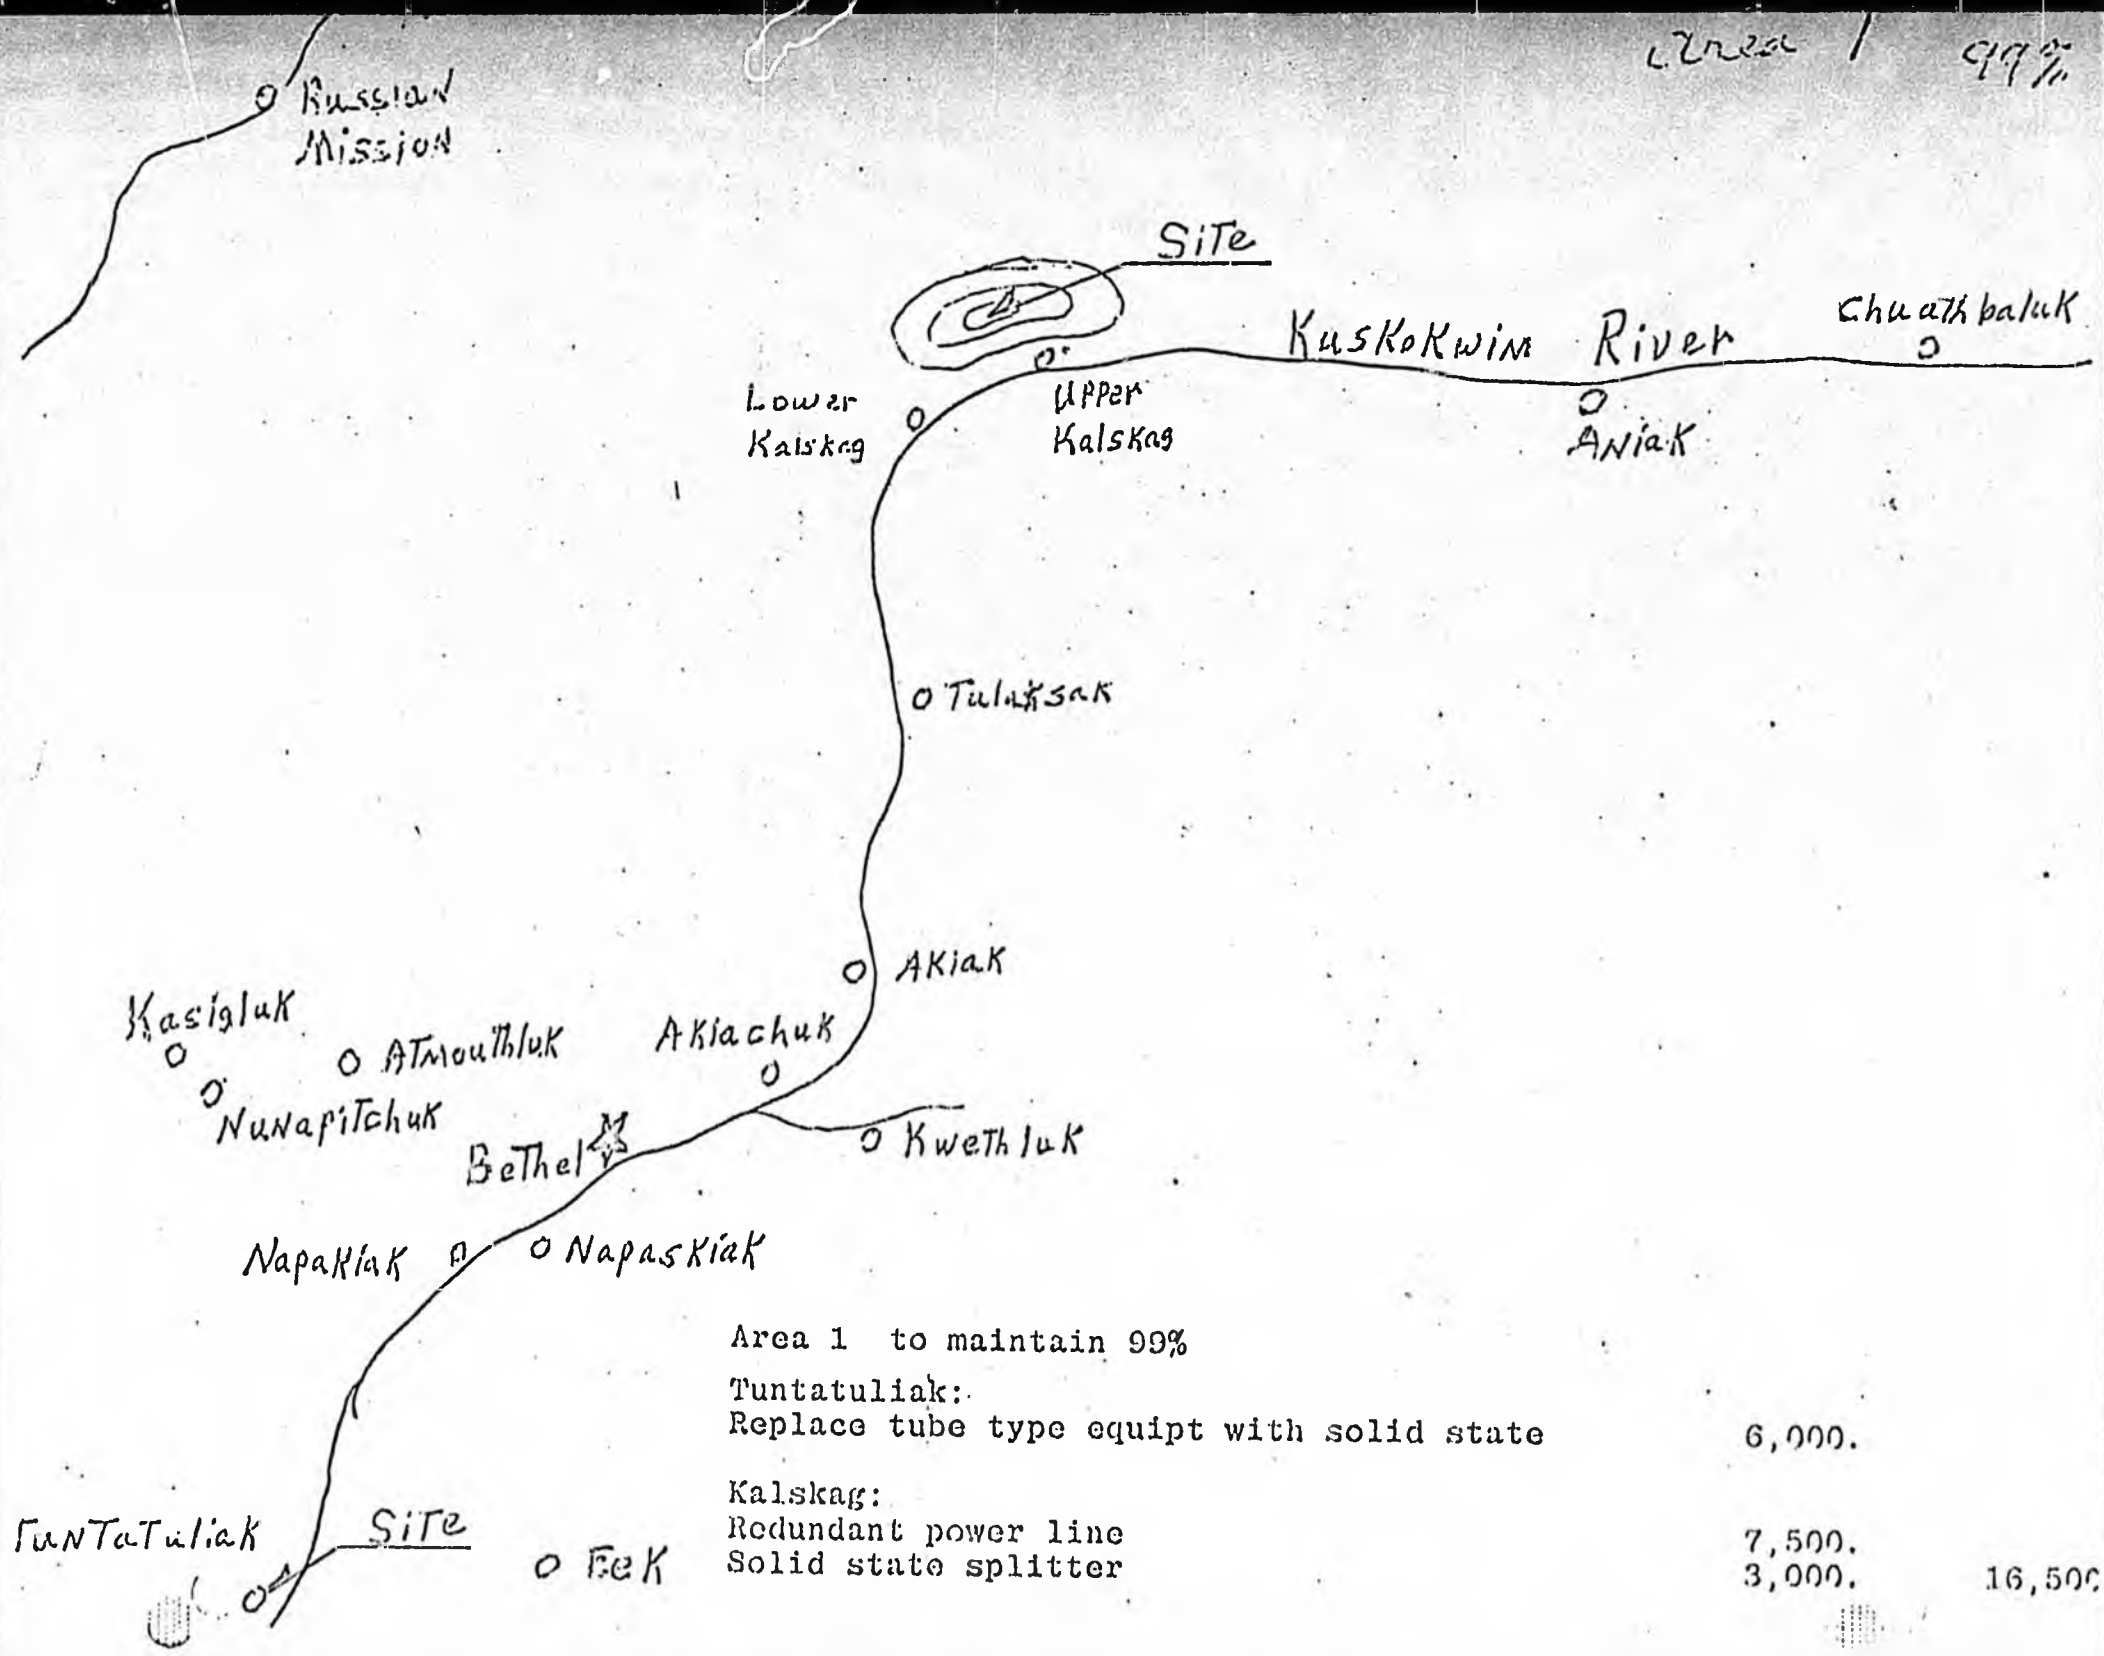 Area 1 99%
Russian
Mission
SiTe
KusKoKwiM River
Chuathbaluk
Lower
Kalskag
Upper
Kalskag
ANiaK
Tuluksak
AKiaK
Kasigluk
ATmauThluK
AKiachuK
NuNapiTchuK
BeThel
KweThluK
NapaKiaK
NapasKiaK
Area 1 to maintain 99%
Tuntatuliak:
Replace tube type equipt with solid state 6,000.
Kalskag:
Redundant power line 7,500.
Solid state splitter 3,000. 16,500
TuNTaTuliaK
SiTe
EeK